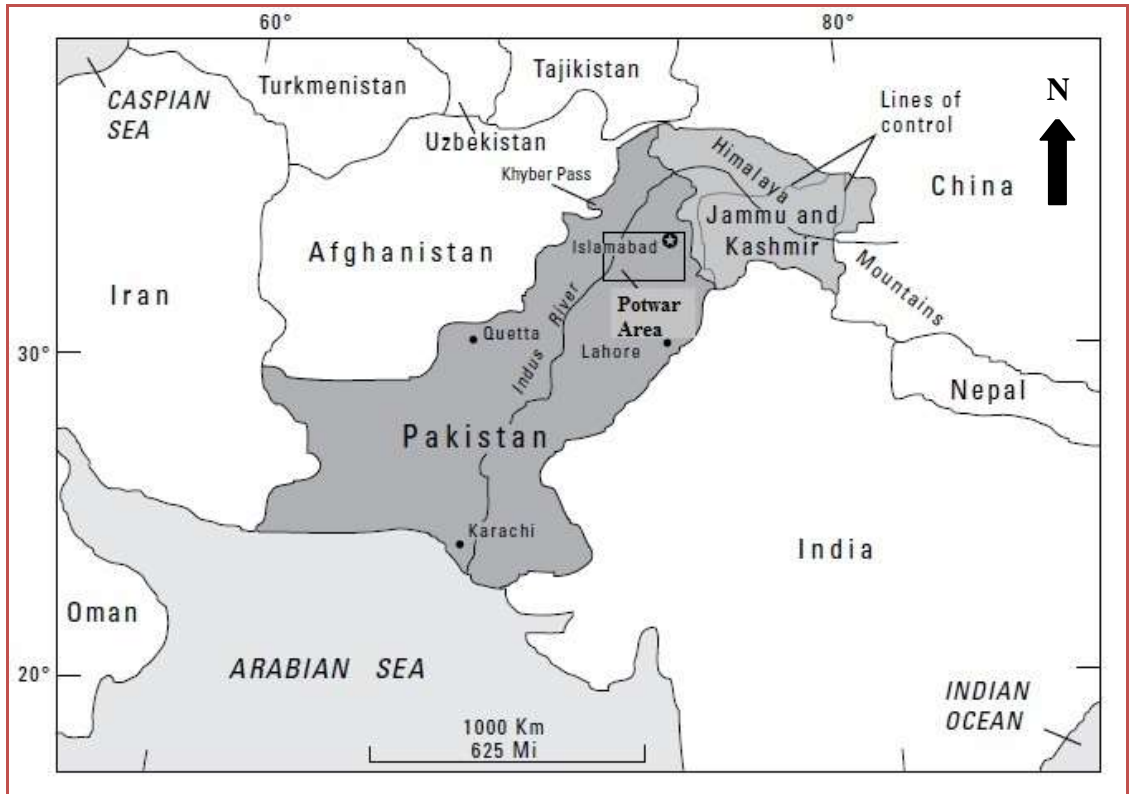 60°
80°
CASPIAN
SEA
Turkmenistan
Tajikistan
Uzbekistan
Khyber Pass
Lines of
control
N
Himalaya
China
Jammu and
Kashmir
Afghanistan
Islamabad
Iran
Mountains
Potwar
Area
Indus River
Quetta
Lahore
30°
Nepal
Pakistan
Karachi
India
Oman
ARABIAN SEA
20°
INDIAN
OCEAN
1000 Km
625 Mi